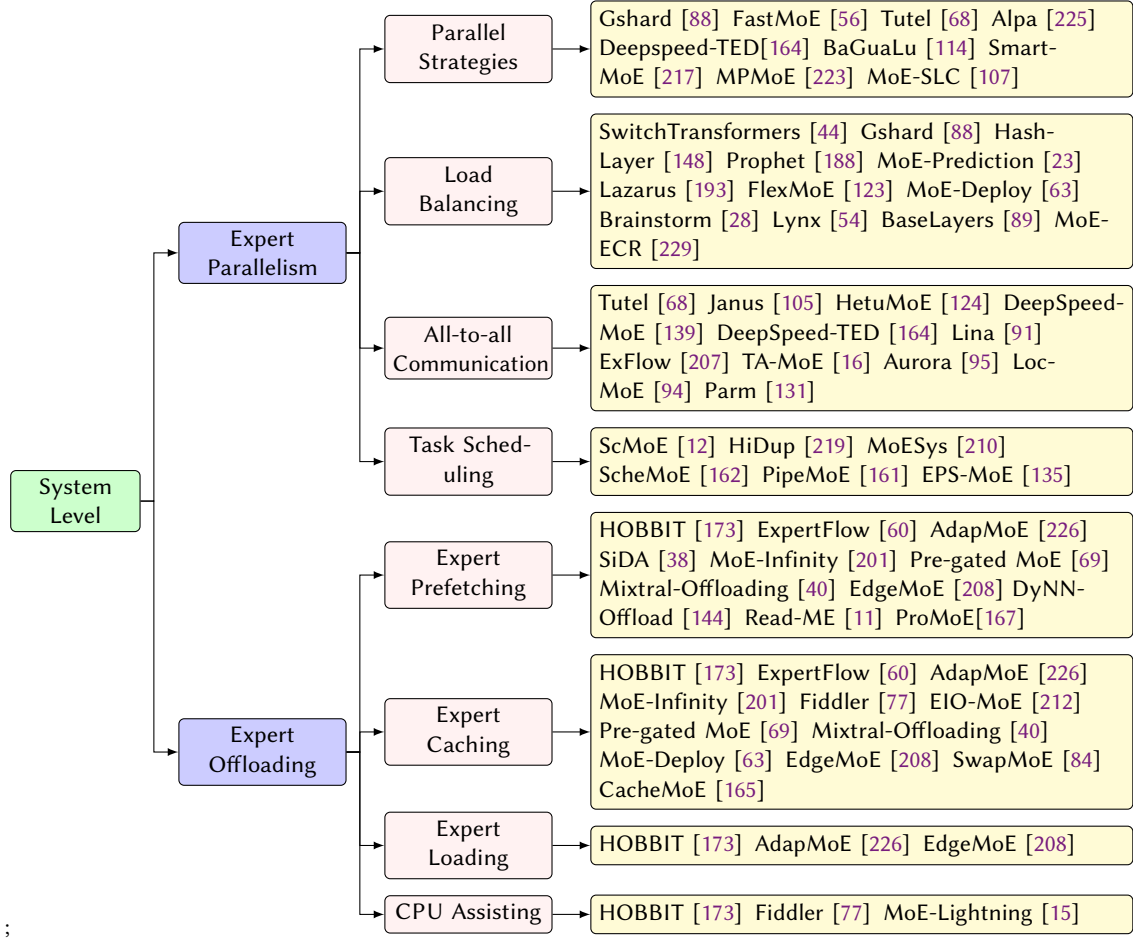 Parallel
Strategies
Gshard [88] FastMoE [56] Tutel [68] Alpa [225]
Deepspeed-TED[164] BaGuaLu [114] Smart-
MoE [217] MPMoE [223] MoE-SLC [107]
Load
Balancing
SwitchTransformers [44] Gshard [88] Hash-
Layer [148] Prophet [188] MoE-Prediction [23]
Lazarus [193] FlexMoE [123] MoE-Deploy [63]
Brainstorm [28] Lynx [54] BaseLayers [89] MoE-
ECR [229]
Expert
Parallelism
All-to-all
Communication
Tutel [68] Janus [105] HetuMoE [124] DeepSpeed-
MoE [139] DeepSpeed-TED [164] Lina [91]
ExFlow [207] TA-MoE [16] Aurora [95] Loc-
MoE [94] Parm [131]
Task Sched-
uling
ScMoE [12] HiDup [219] MoESys [210]
ScheMoE [162] PipeMoE [161] EPS-MoE [135]
System
Level
Expert
Prefetching
HOBBIT [173] ExpertFlow [60] AdapMoE [226]
SiDA [38] MoE-Infinity [201] Pre-gated MoE [69]
Mixtral-Offloading [40] EdgeMoE [208] DyNN-
Offload [144] Read-ME [11] ProMoE[167]
Expert
Offloading
Expert
Caching
HOBBIT [173] ExpertFlow [60] AdapMoE [226]
MoE-Infinity [201] Fiddler [77] EIO-MoE [212]
Pre-gated MoE [69] Mixtral-Offloading [40]
MoE-Deploy [63] EdgeMoE [208] SwapMoE [84]
CacheMoE [165]
Expert
Loading
HOBBIT [173] AdapMoE [226] EdgeMoE [208]
CPU Assisting
HOBBIT [173] Fiddler [77] MoE-Lightning [15]
;